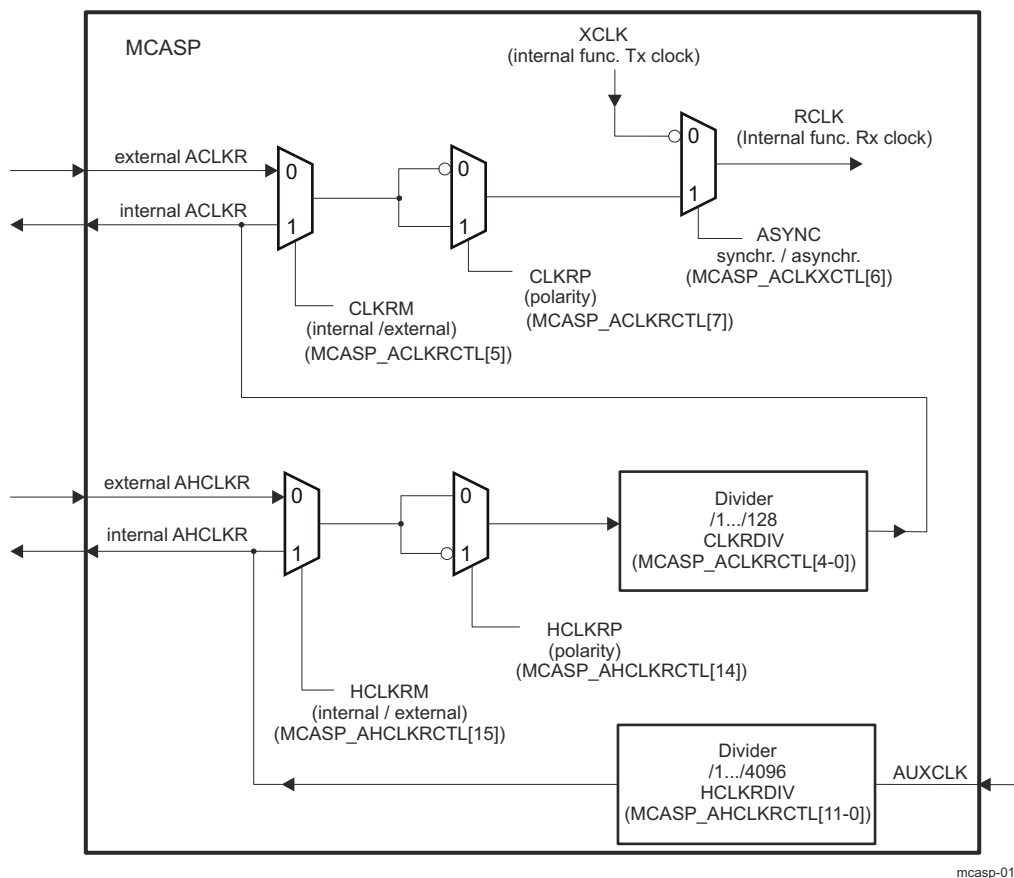 MCASP
XCLK
(internal func. Tx clock)
RCLK
(Internal func. Rx clock)
0
1
external ACLKR
internal ACLKR
0
1
0
1
ASYNC
synchr. / asynchr.
(MCASP_ACLKXCTL[6])
CLKRP
(polarity)
(MCASP_ACLKRCTL[7])
CLKRM
(internal /external)
(MCASP_ACLKRCTL[5])
external AHCLKR
internal AHCLKR
0
1
0
1
Divider
/1.../128
CLKRDIV
(MCASP_ACLKRCTL[4-0])
HCLKRP
(polarity)
(MCASP_AHCLKRCTL[14])
HCLKRM
(internal / external)
(MCASP_AHCLKRCTL[15])
Divider
/1.../4096
HCLKRDIV
(MCASP_AHCLKRCTL[11-0])
AUXCLK
mcasp-01